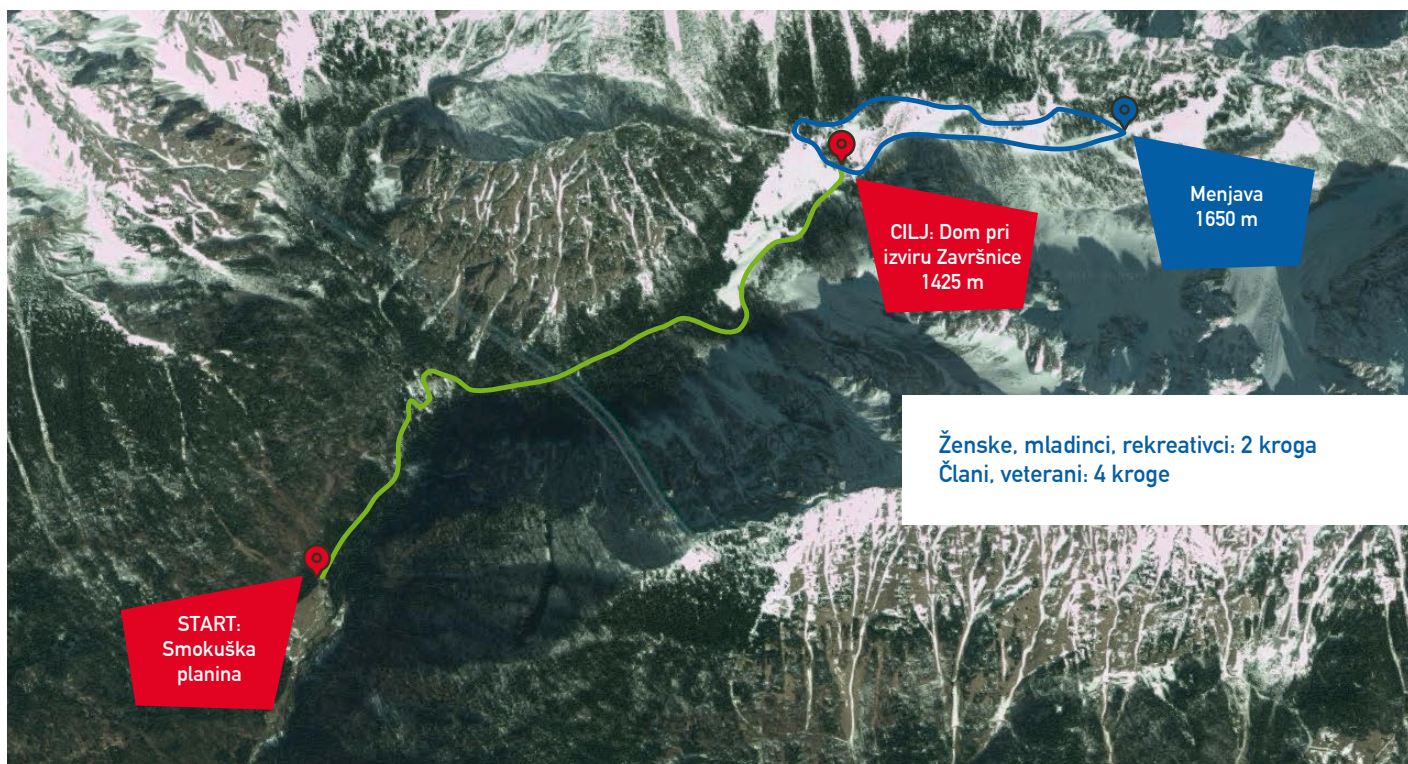 Menjava
1650 m
CILJ: Dom pri
izviru Završnice
1425 m
Ženske, mladinci, rekreativci: 2 kroga
Člani, veterani: 4 kroge
START:
Smokuška
planina